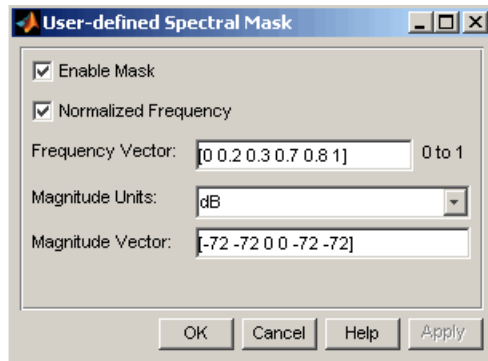 User-defined Spectral Mask
Enable Mask
Normalized Frequency
Frequency Vector: [0 0.2 0.3 0.7 0.8 1] 0 to 1
Magnitude Units: dB
Magnitude Vector: [-72 -72 0 0 -72 -72]
OK Cancel Help Apply